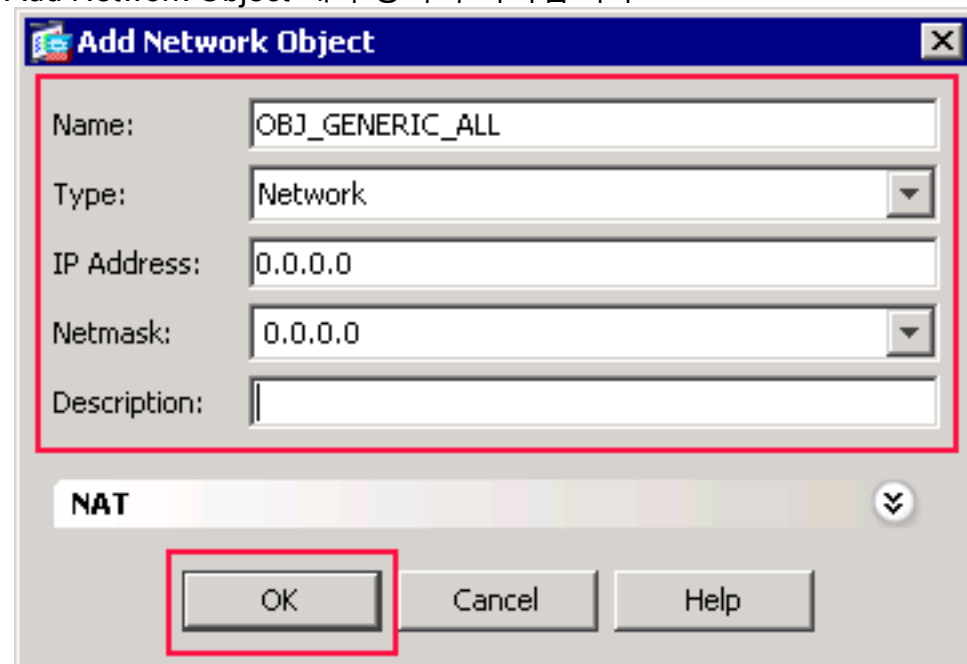 Add Network Object
Name: OBJ_GENERIC_ALL
Type: Network
IP Address: 0.0.0.0
Netmask: 0.0.0.0
Description:
NAT
OK Cancel Help